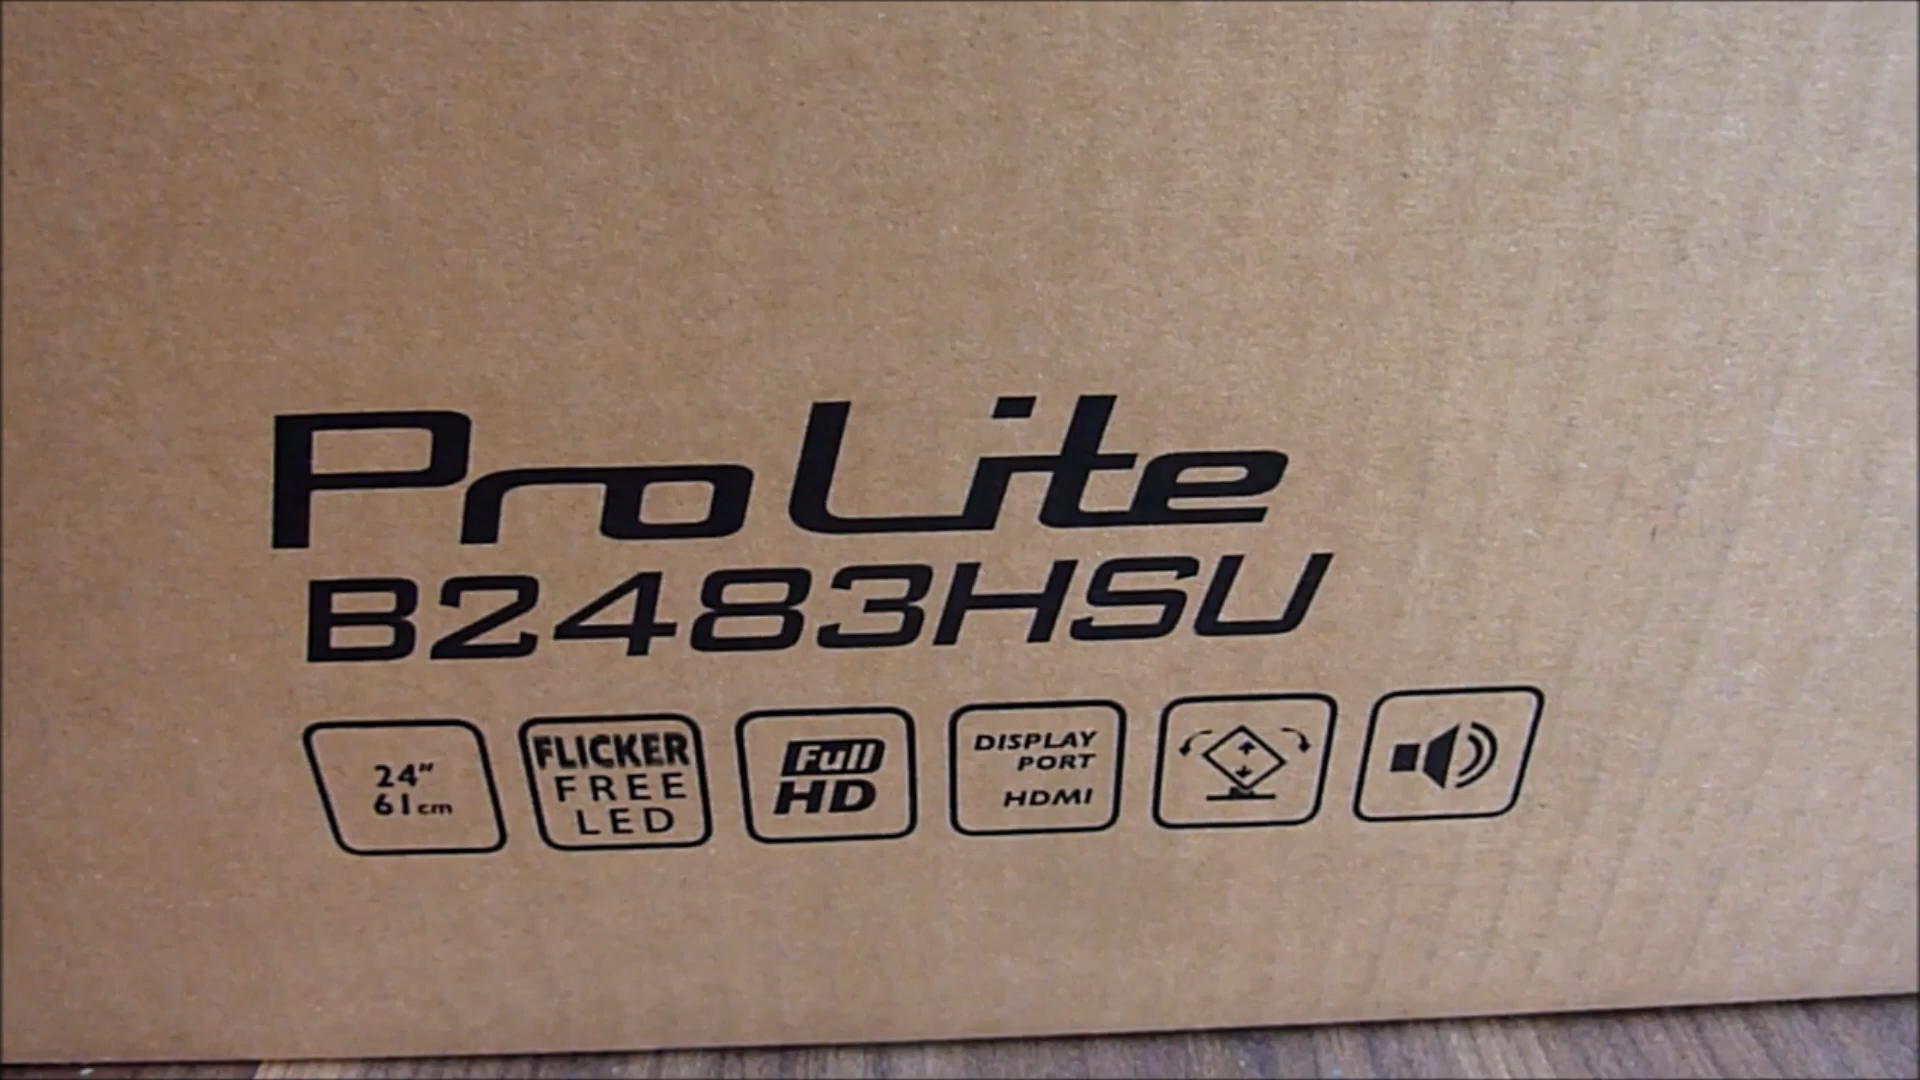 ProLite
B2483HSU
24"
61cm
FLICKER
FREE
LED
Full
HD
DISPLAY
PORT
HDMI